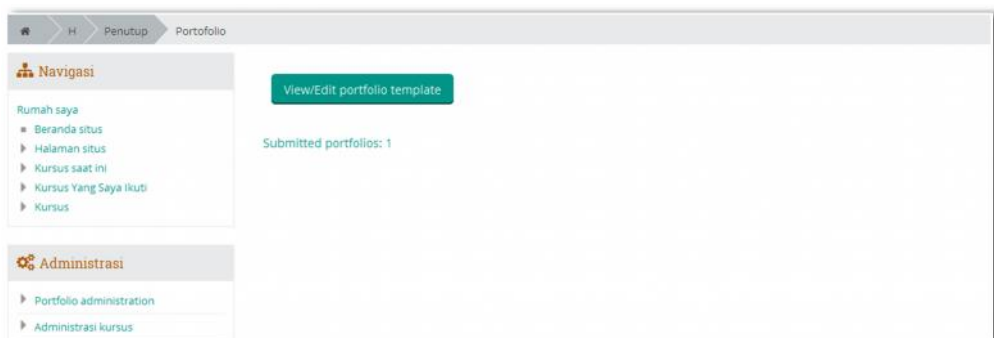 H Penutup Portofolio
Navigasi
Rumah saya
Beranda situs
Halaman situs
Kursus saat ini
Kursus Yang Saya Ikuti
Kursus
Administrasi
Portfolio administration
Administrasi kursus
View/Edit portfolio template
Submitted portfolios: 1